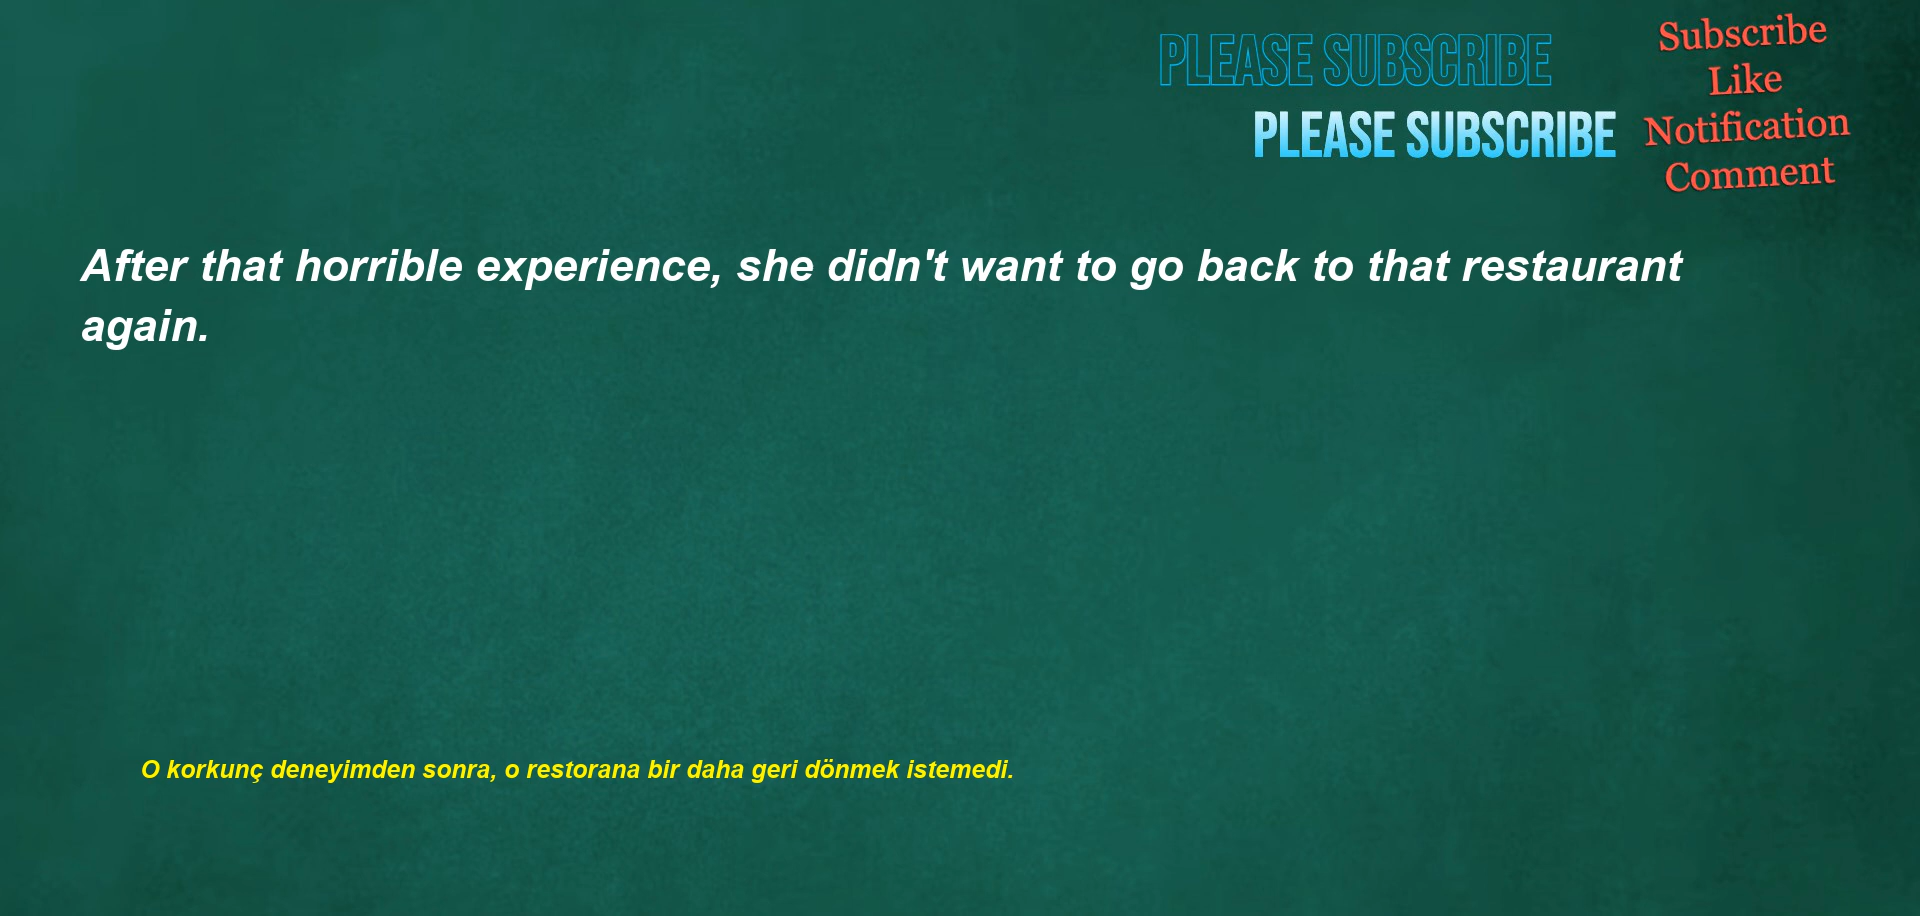 PLEASE SUBSCRIBE
PLEASE SUBSCRIBE
Subscribe
Like
Notification
Comment
After that horrible experience, she didn't want to go back to that restaurant
again.
O korkunç deneyimden sonra, o restorana bir daha geri dönmek istemedi.